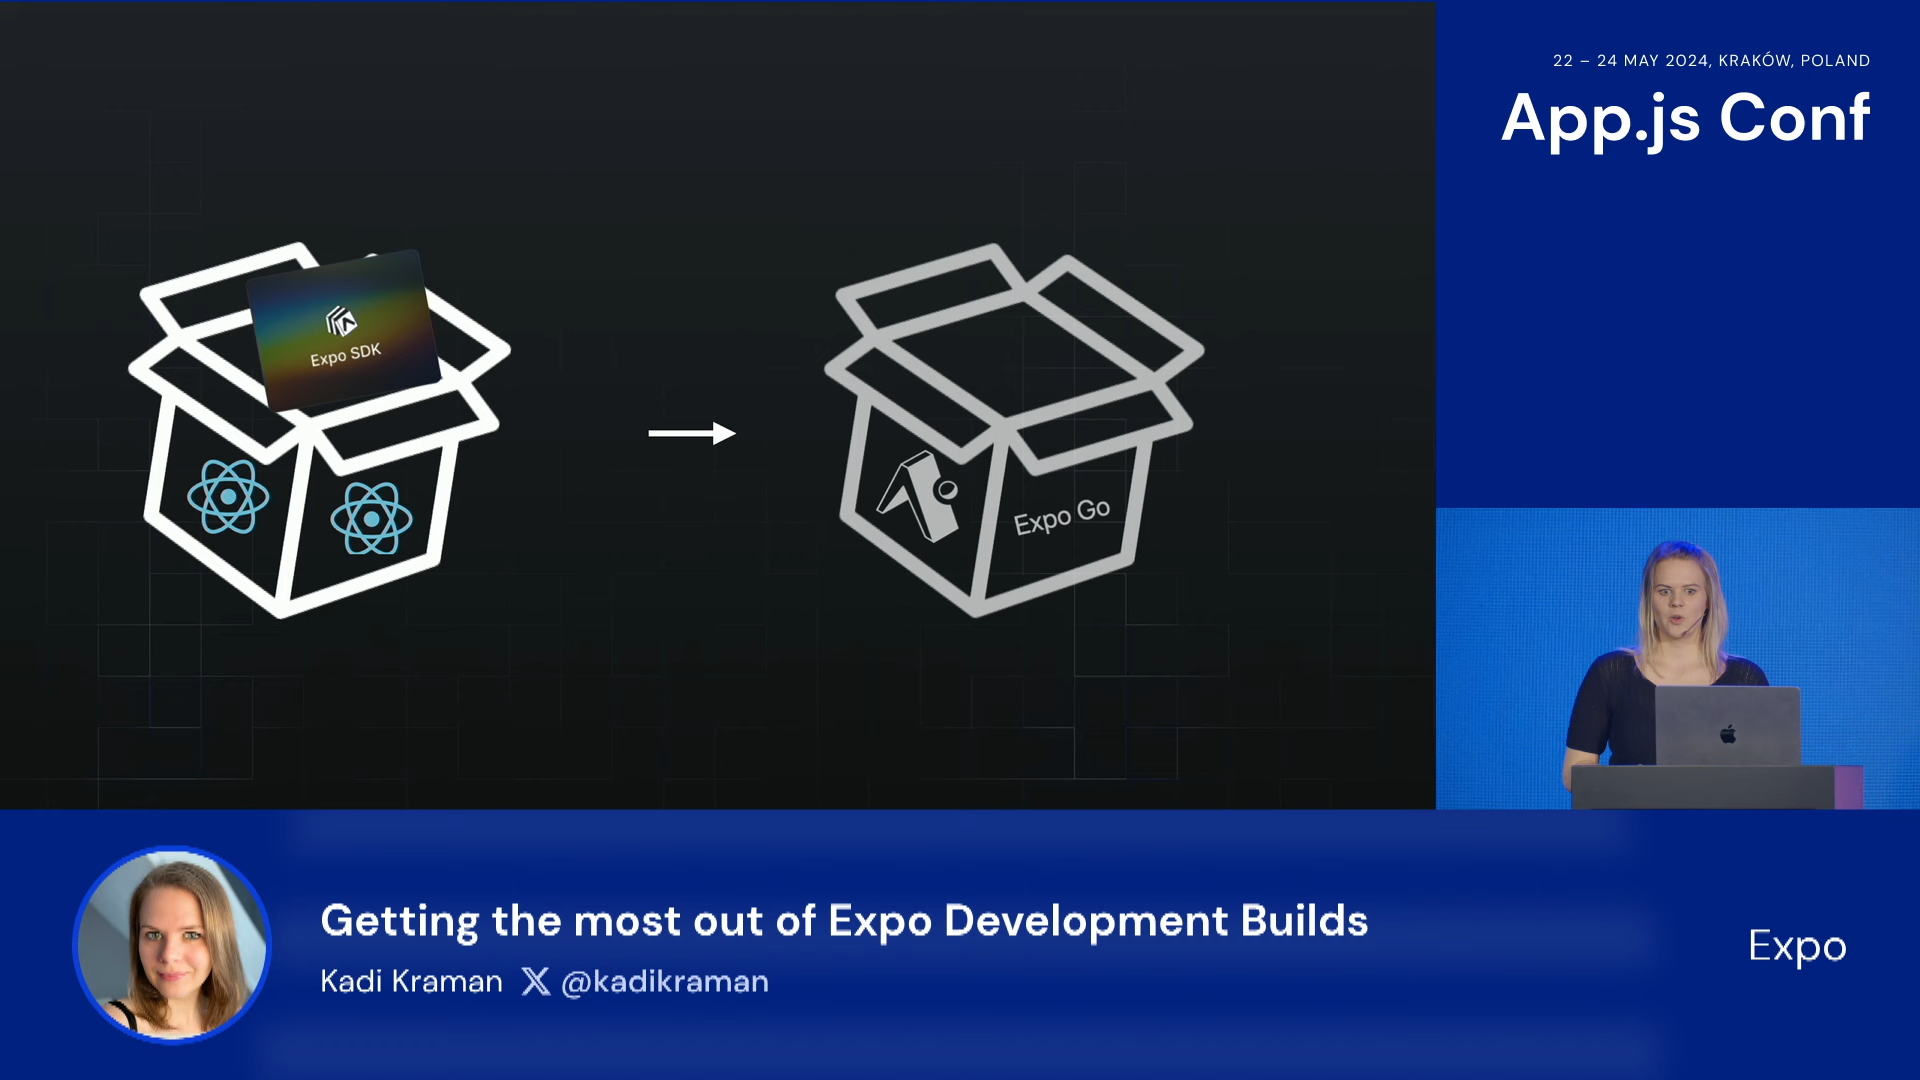 22 – 24 MAY 2024, KRAKÓW, POLAND
App.js Conf
Expo SDK
Expo Go
Getting the most out of Expo Development Builds
Kadi Kraman X @kadikraman
Expo